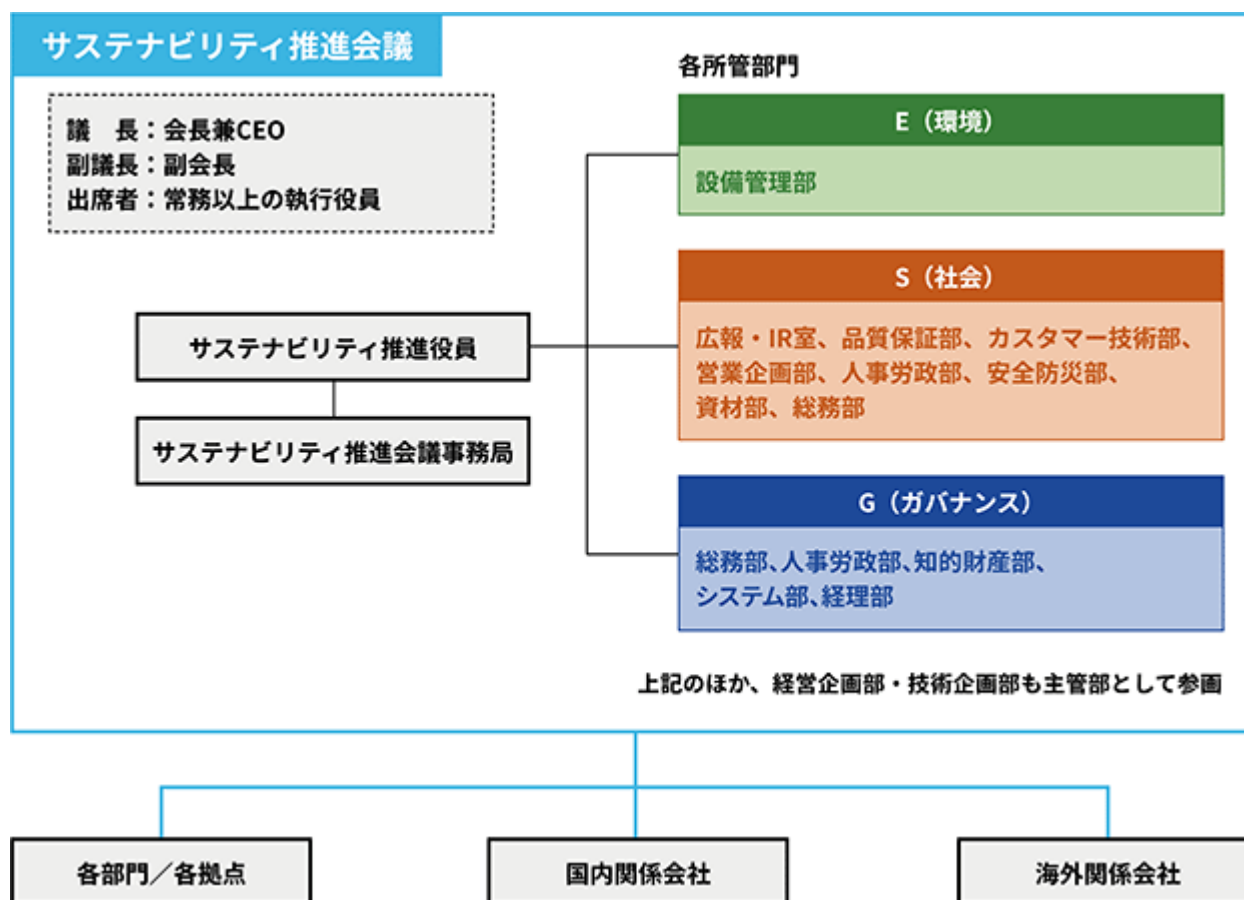 サステナビリティ推進会議
議　長：会長兼CEO
副議長：副会長
出席者：常務以上の執行役員
サステナビリティ推進役員
サステナビリティ推進会議事務局
各所管部門
E（環境）
設備管理部
S（社会）
広報・IR室、品質保証部、カスタマー技術部、
営業企画部、人事労政部、安全防災部、
資材部、総務部
G（ガバナンス）
総務部、人事労政部、知的財産部、
システム部、経理部
上記のほか、経営企画部・技術企画部も主管部として参画
各部門／各拠点
国内関係会社
海外関係会社